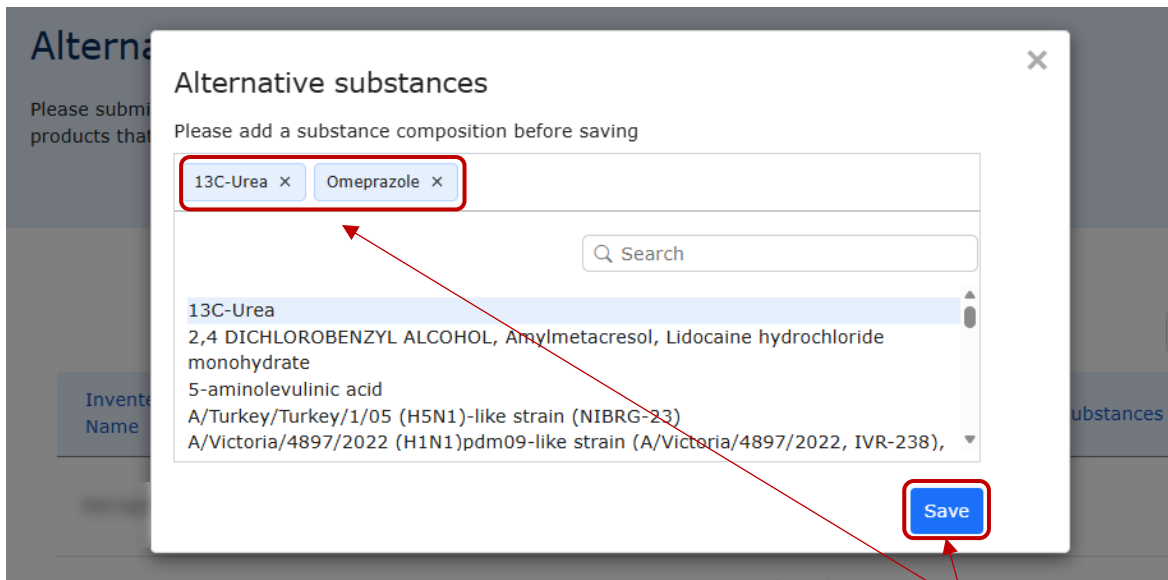 Alterna
Please submi
products that
Alternative substances
Please add a substance composition before saving
13C-Urea × Omeprazole ×
Search
13C-Urea
2,4 DICHLOROBENZYL ALCOHOL, Amylmetacresol, Lidocaine hydrochloride
monohydrate
5-aminolevulinic acid
A/Turkey/Turkey/1/05 (H5N1)-like strain (NIBRG-23)
A/Victoria/4897/2022 (H1N1)pdm09-like strain (A/Victoria/4897/2022, IVR-238),
Invente
Name
ubstances
Save